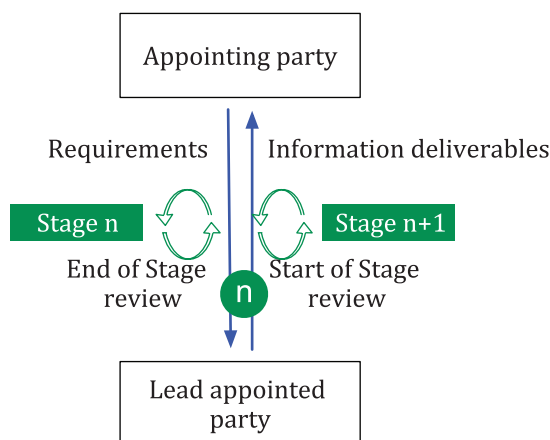 Appointing party
Requirements
Information deliverables
Stage n
Stage n+1
End of Stage
review
Start of Stage
review
n
Lead appointed
party